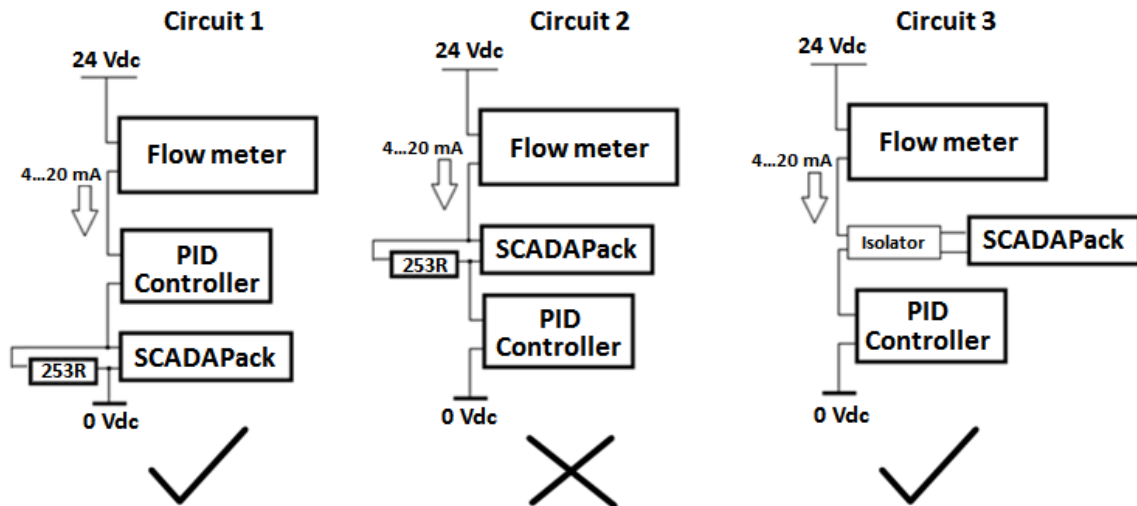 Circuit 1
24 Vdc
Flow meter
4...20 mA
PID
Controller
SCADAPack
253R
0 Vdc
Circuit 2
24 Vdc
Flow meter
4...20 mA
SCADAPack
253R
PID
Controller
0 Vdc
Circuit 3
24 Vdc
Flow meter
4...20 mA
Isolator
SCADAPack
PID
Controller
0 Vdc